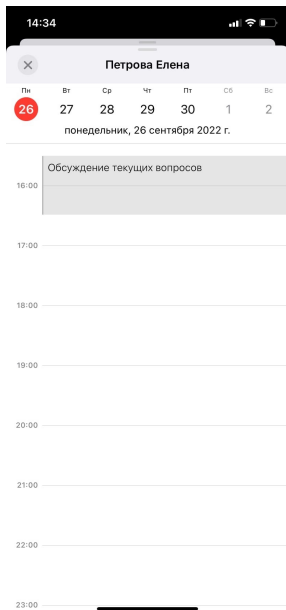 14:34
Петрова Елена
Пн Вт Ср Чт Пт Сб Вс
26 27 28 29 30 1 2
понедельник, 26 сентября 2022 г.
Обсуждение текущих вопросов
16:00
17:00
18:00
19:00
20:00
21:00
22:00
23:00